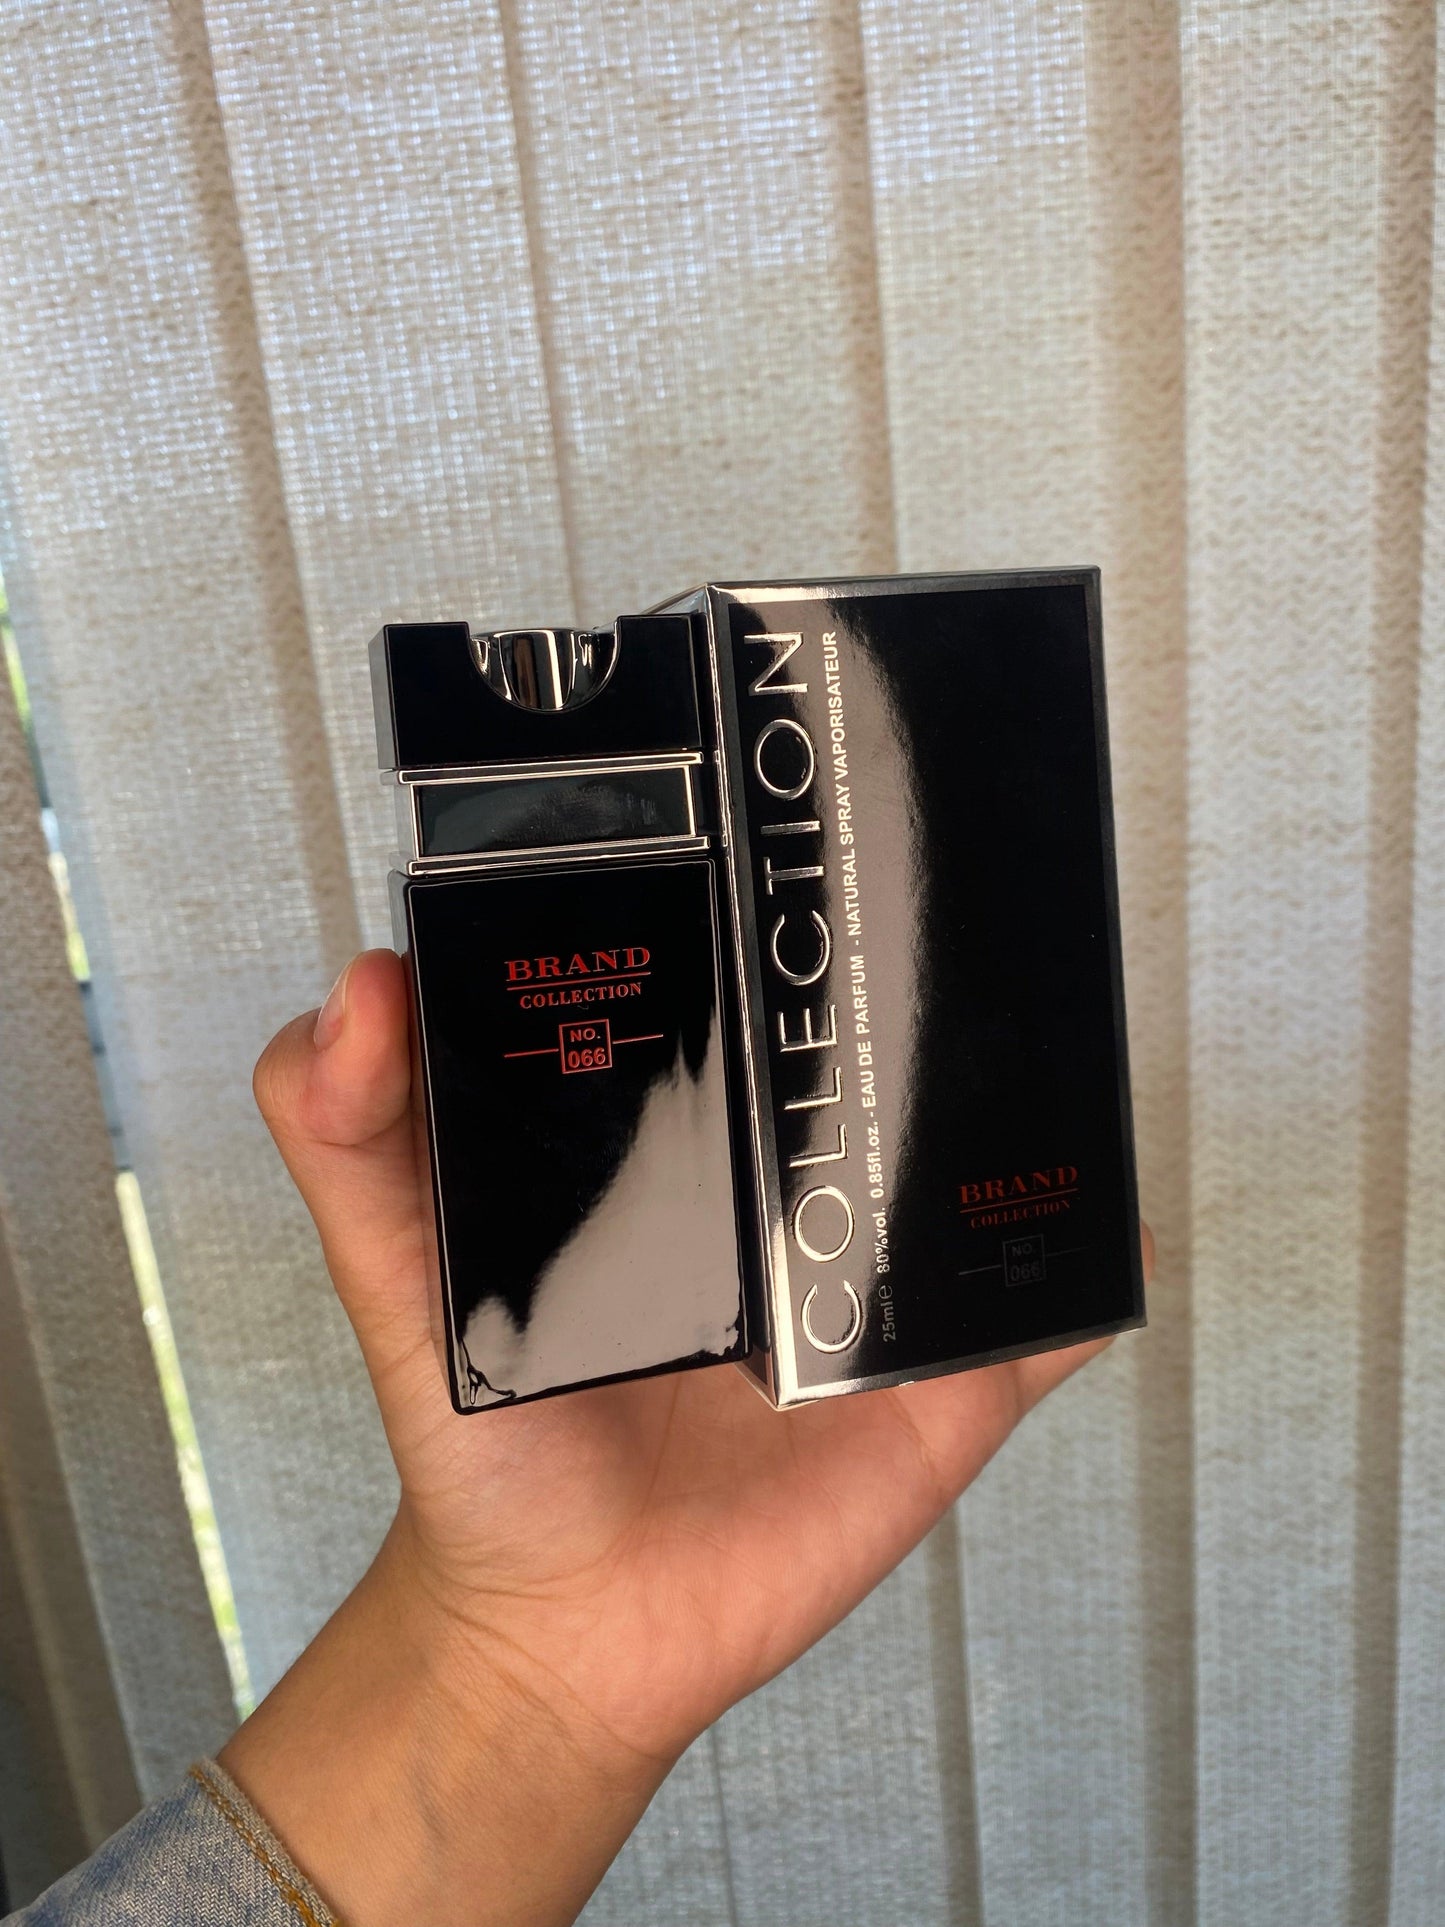 BRAND
COLLECTION
NO.
066
COLLECTION
25ml℮ 80%vol. 0.85fl.oz. - EAU DE PARFUM - NATURAL SPRAY VAPORISATEUR
BRAND
COLLECTION
NO.
066